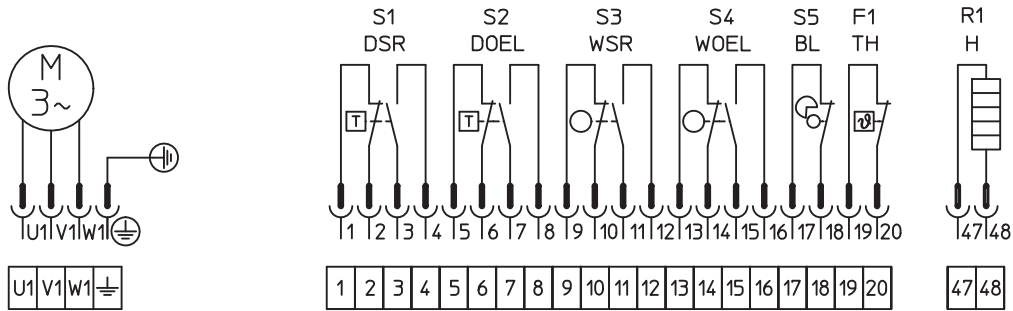 S1 S2 S3 S4 S5 F1 R1
DSR DOEL WSR WOEL BL TH H
M
3~
T T ϑ
U1 V1 W1 1 2 3 4 5 6 7 8 9 10 11 12 13 14 15 16 17 18 19 20 47 48
U1 V1 W1 1 2 3 4 5 6 7 8 9 10 11 12 13 14 15 16 17 18 19 20 47 48